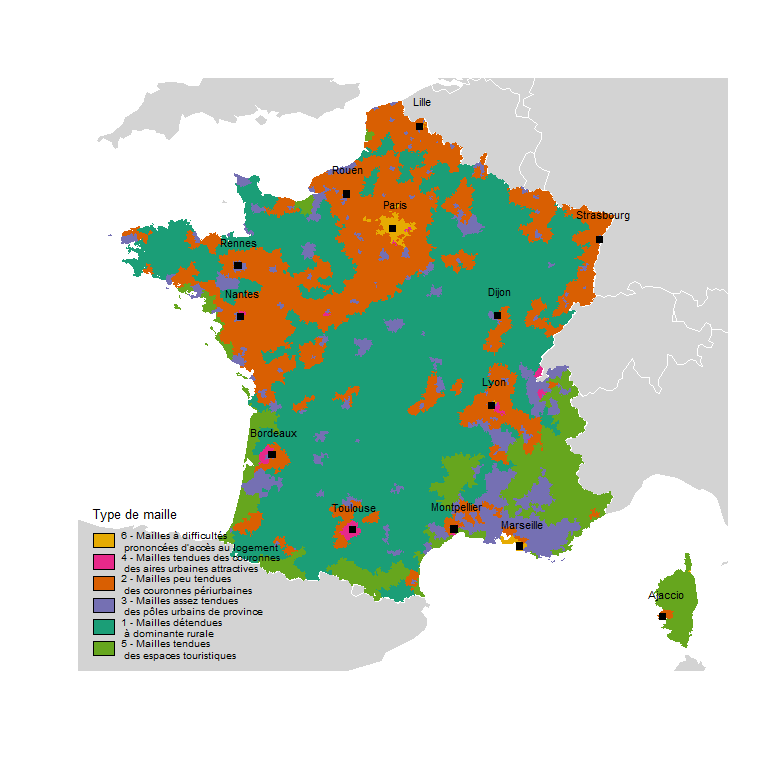 Lille
Rouen
Paris
Strasbourg
Rennes
Nantes
Dijon
Lyon
Bordeaux
Toulouse
Montpellier
Marseille
Ajaccio
Type de maille
6 - Mailles à difficultés
prononcées d'accès au logement
4 - Mailles tendues des couronnes
des aires urbaines attractives
2 - Mailles peu tendues
des couronnes périurbaines
3 - Mailles assez tendues
des pôles urbains de province
1 - Mailles détendues
à dominante rurale
5 - Mailles tendues
des espaces touristiques